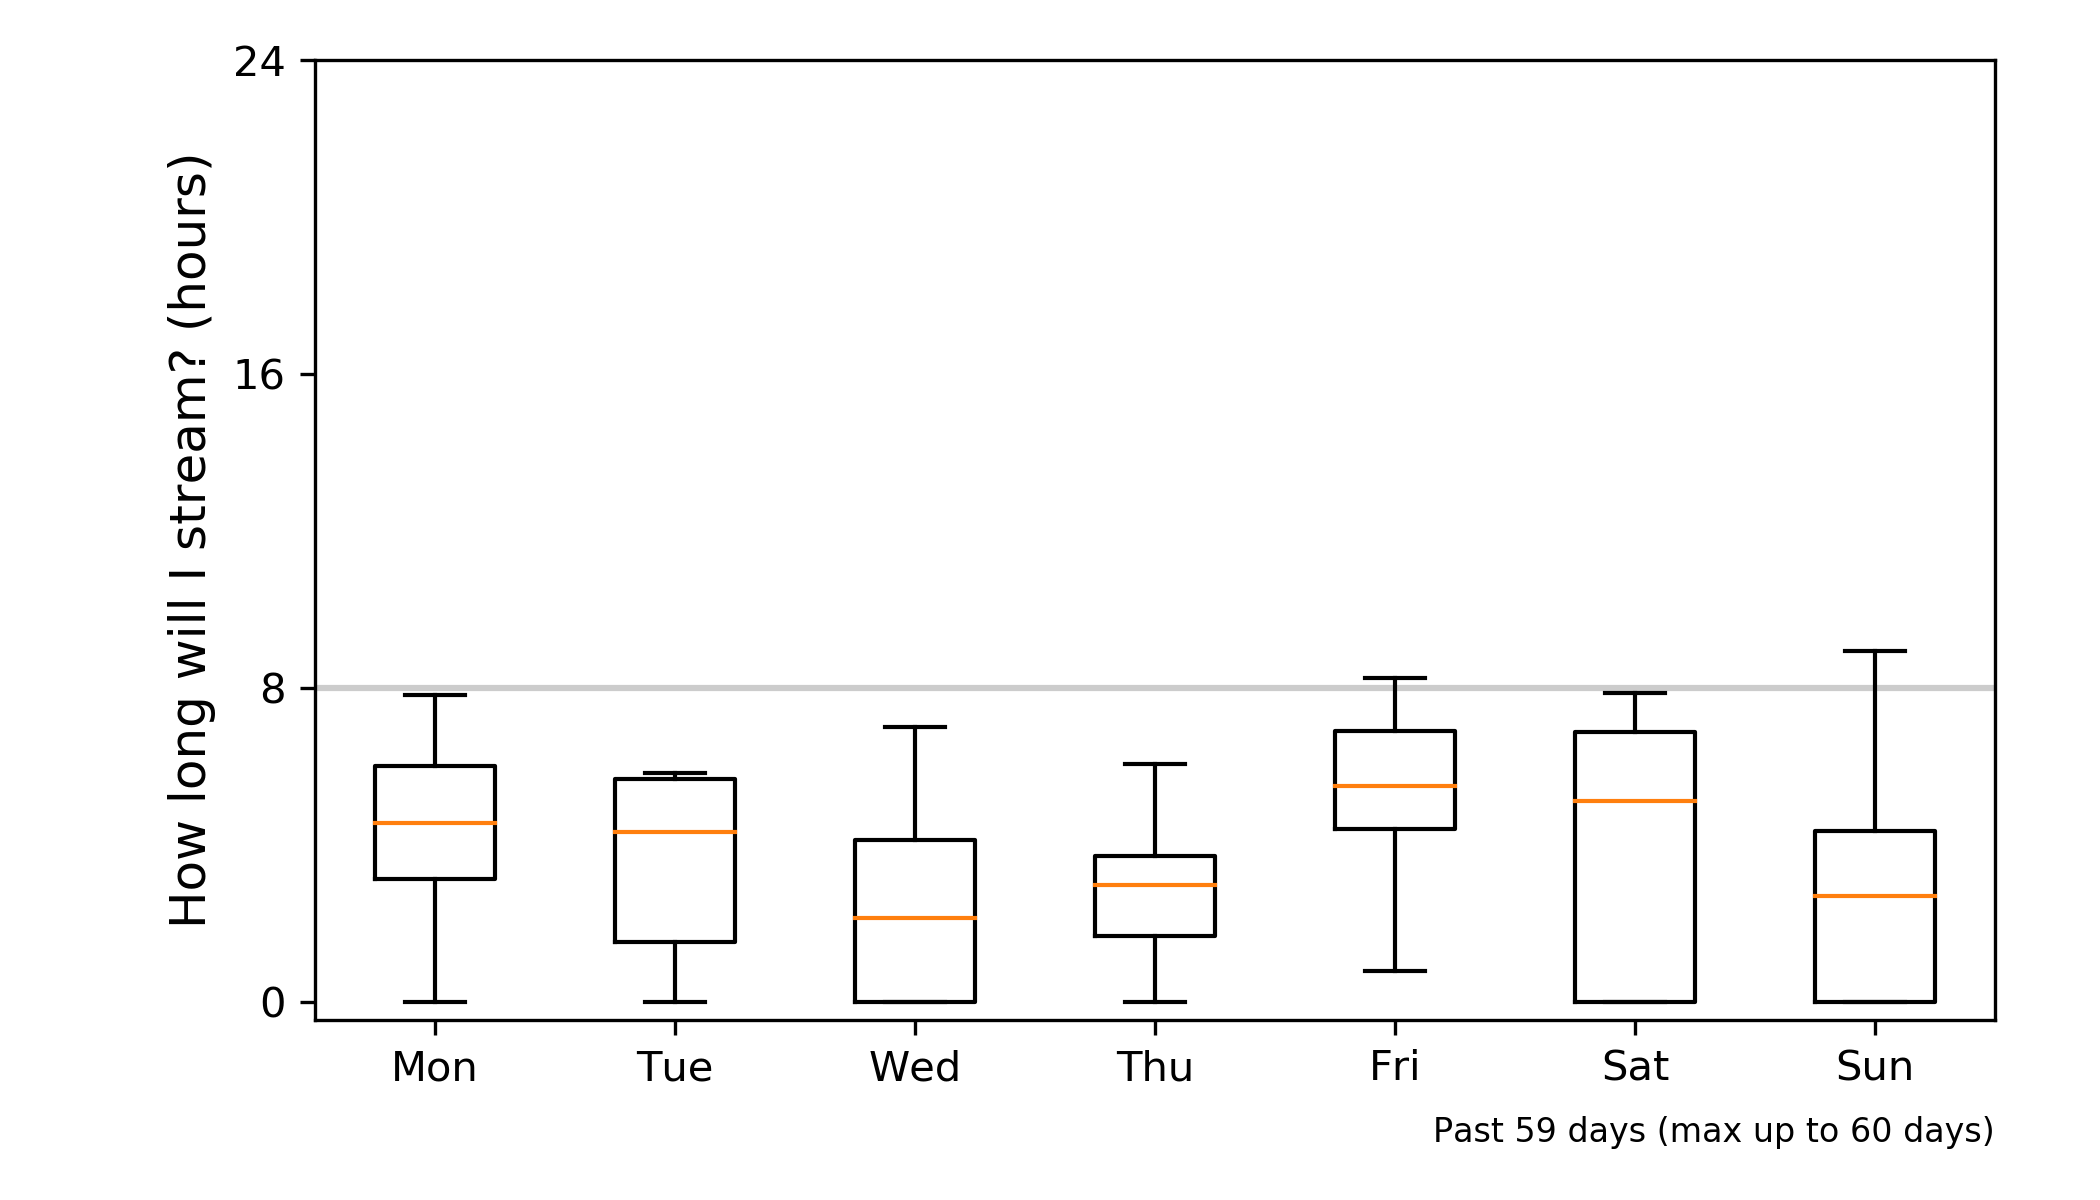 How long will I stream? (hours)
24
16
8
0
Mon Tue Wed Thu Fri Sat Sun
Past 59 days (max up to 60 days)